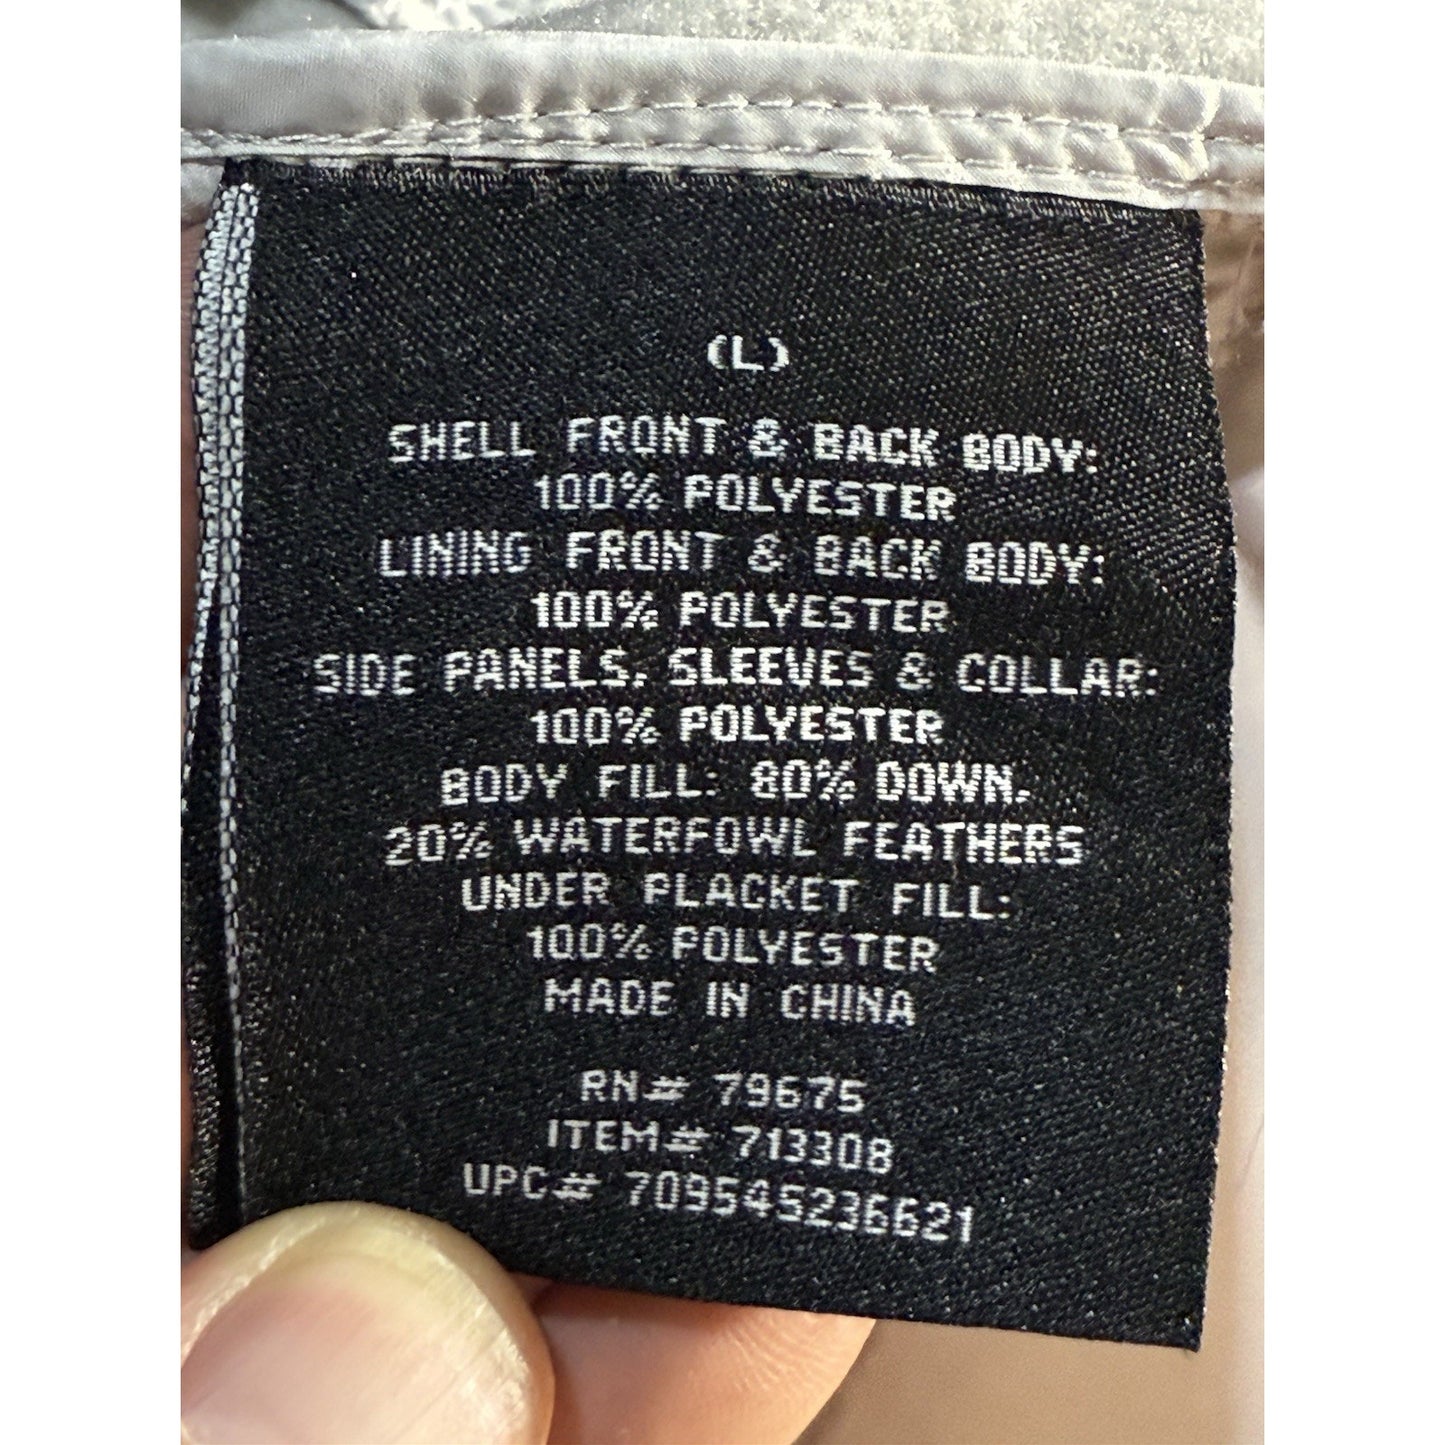 (L)
SHELL FRONT & BACK BODY:
100% POLYESTER
LINING FRONT & BACK BODY:
100% POLYESTER
SIDE PANELS, SLEEVES & COLLAR:
100% POLYESTER
BODY FILL: 80% DOWN,
20% WATERFOWL FEATHERS
UNDER PLACKET FILL:
100% POLYESTER
MADE IN CHINA
RN# 79675
ITEM# 713308
UPC# 709545236621